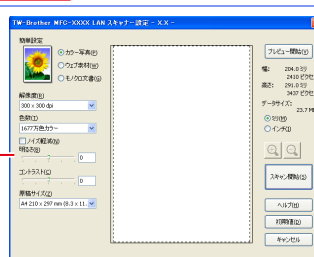 TW-Brother MFC-XXXX LAN スキャナー設定 - X.X -
簡単設定
カラー写真(P)
ウェブ素材(W)
モノクロ文書(G)
解像度(R)
300 x 300 dpi
色数(T)
1677万色カラー
ノイズ軽減(N)
明るさ(B)
0
コントラスト(C)
0
原稿サイズ(Z)
A4 210 x 297 mm (8.3 x 11.
プレビュー開始(V)
幅: 204.0 ミリ
2410 ピクセ
高さ: 291.0 ミリ
3437 ピクセ
データサイズ:
23.7 M
ミリ(M)
インチ(I)
スキャン開始(S)
ヘルプ(H)
初期値(D)
キャンセル